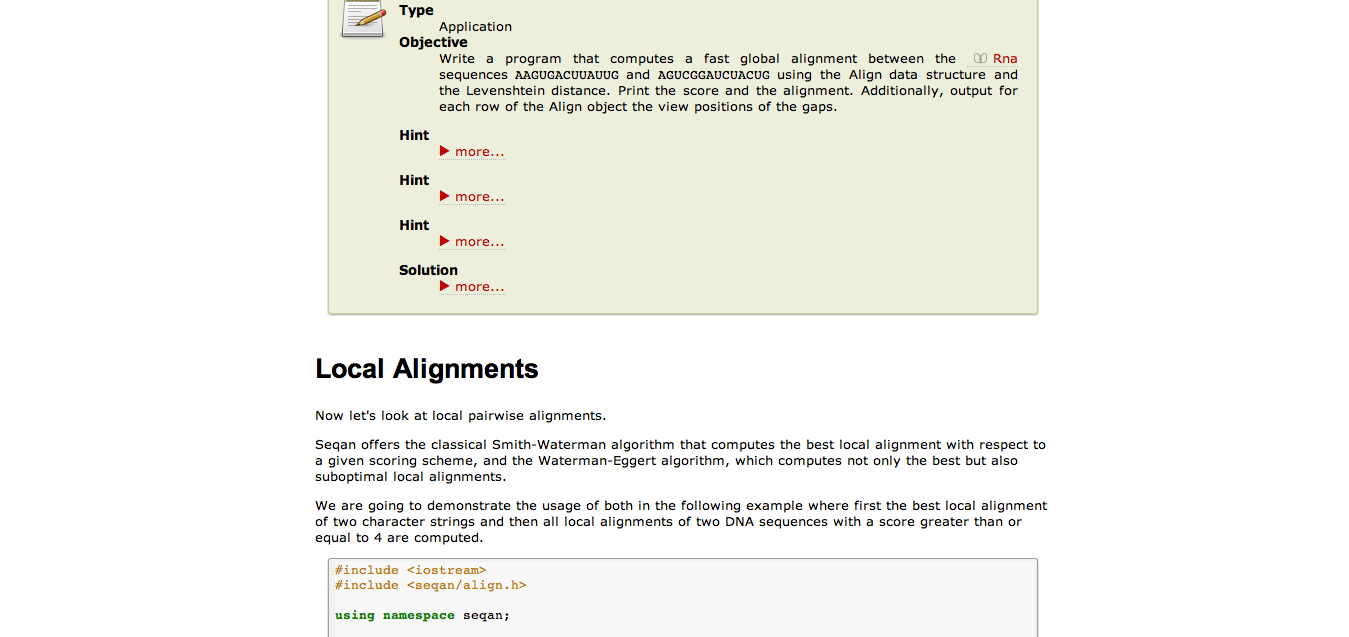 Type
Application
Objective
Write a program that computes a fast global alignment between the Rna
sequences AAGUGACUUAUUG and AGUCGGAUCUACUG using the Align data structure and
the Levenshtein distance. Print the score and the alignment. Additionally, output for
each row of the Align object the view positions of the gaps.
Hint
more...
Hint
more...
Hint
more...
Solution
more...
Local Alignments
Now let's look at local pairwise alignments.
Seqan offers the classical Smith-Waterman algorithm that computes the best local alignment with respect to
a given scoring scheme, and the Waterman-Eggert algorithm, which computes not only the best but also
suboptimal local alignments.
We are going to demonstrate the usage of both in the following example where first the best local alignment
of two character strings and then all local alignments of two DNA sequences with a score greater than or
equal to 4 are computed.
#include <iostream>
#include <seqan/align.h>
using namespace seqan;